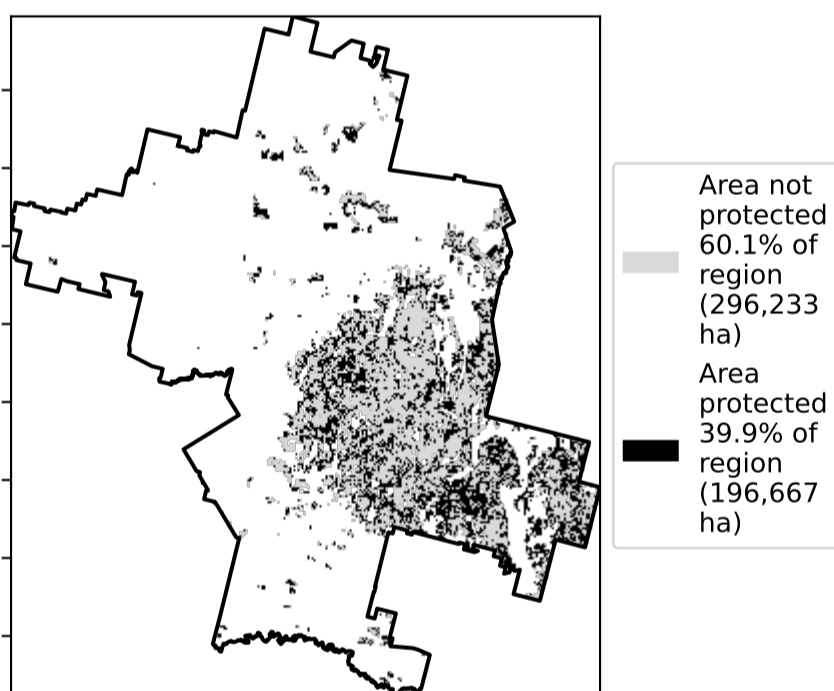 Area not
protected
60.1% of
region
(296,233
ha)
Area
protected
39.9% of
region
(196,667
ha)